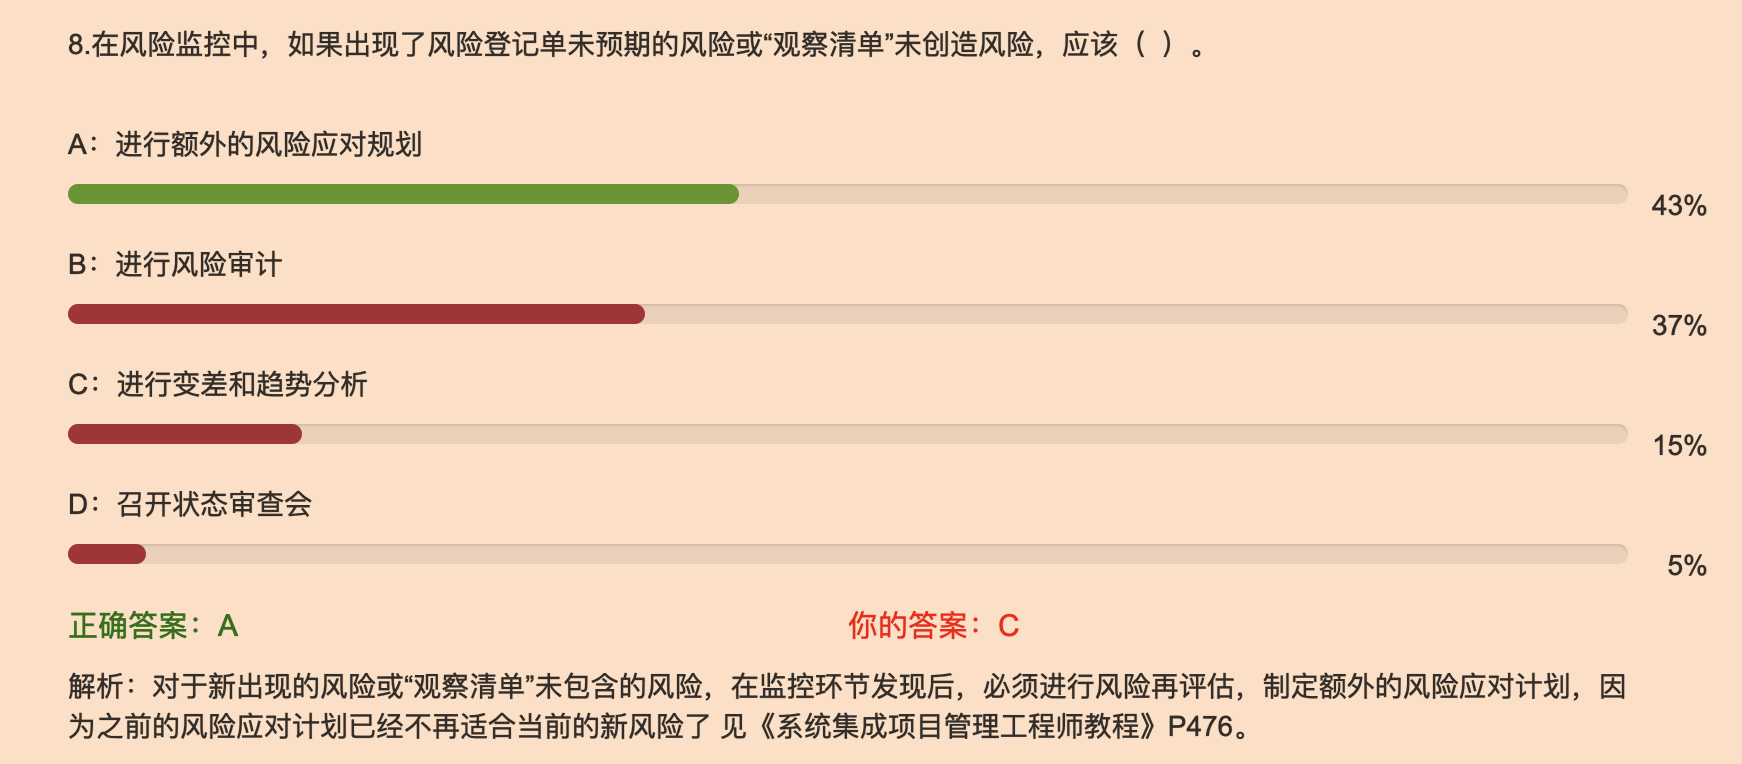 8.在风险监控中，如果出现了风险登记单未预期的风险或“观察清单”未创造风险，应该（ ）。
A：进行额外的风险应对规划
43%
B：进行风险审计
37%
C：进行变差和趋势分析
15%
D：召开状态审查会
5%
正确答案：A 你的答案：C
解析：对于新出现的风险或“观察清单”未包含的风险，在监控环节发现后，必须进行风险再评估，制定额外的风险应对计划，因
为之前的风险应对计划已经不再适合当前的新风险了 见《系统集成项目管理工程师教程》P476。